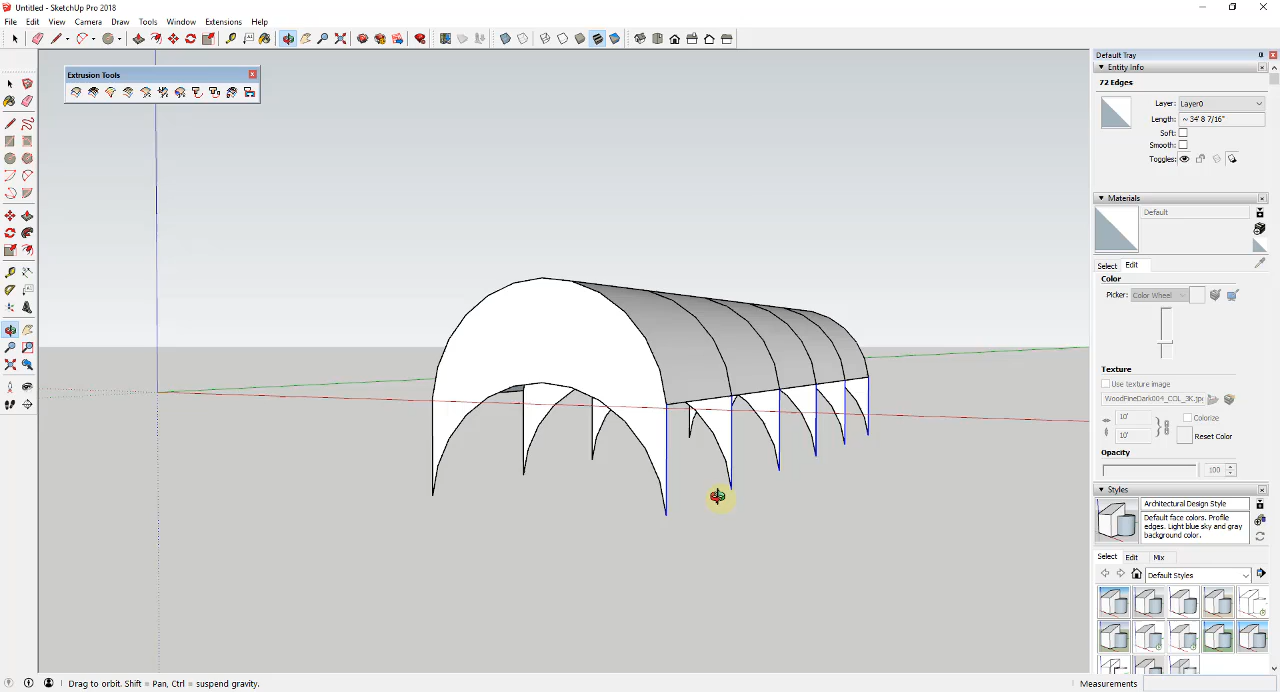 Untitled - SketchUp Pro 2018
File Edit View Camera Draw Tools Window Extensions Help
Extrusion Tools
Default Tray
Entity Info
72 Edges
Layer: Layer0
Length: ~ 34' 8 7/16"
Soft:
Smooth:
Toggles:
Materials
Default
Select Edit
Color
Picker: Color Wheel
Texture
Use texture image
WoodFineDark004_COL_3K.jpg
10' Colorize
10' Reset Color
Opacity
100
Styles
Architectural Design Style
Default face colors. Profile
edges. Light blue sky and gray
background color.
Select Edit Mix
Default Styles
Drag to orbit. Shift = Pan, Ctrl = suspend gravity.
Measurements